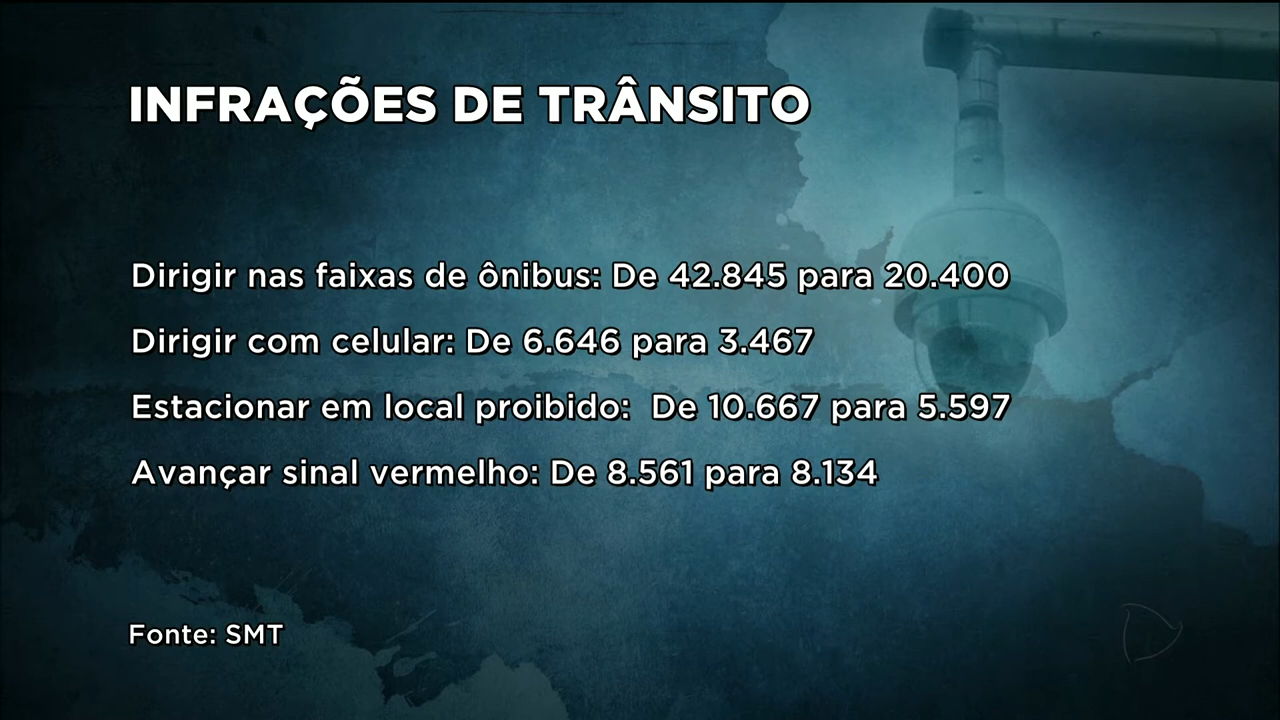 INFRAÇÕES DE TRÂNSITO
Dirigir nas faixas de ônibus: De 42.845 para 20.400
Dirigir com celular: De 6.646 para 3.467
Estacionar em local proibido:  De 10.667 para 5.597
Avançar sinal vermelho: De 8.561 para 8.134
Fonte: SMT